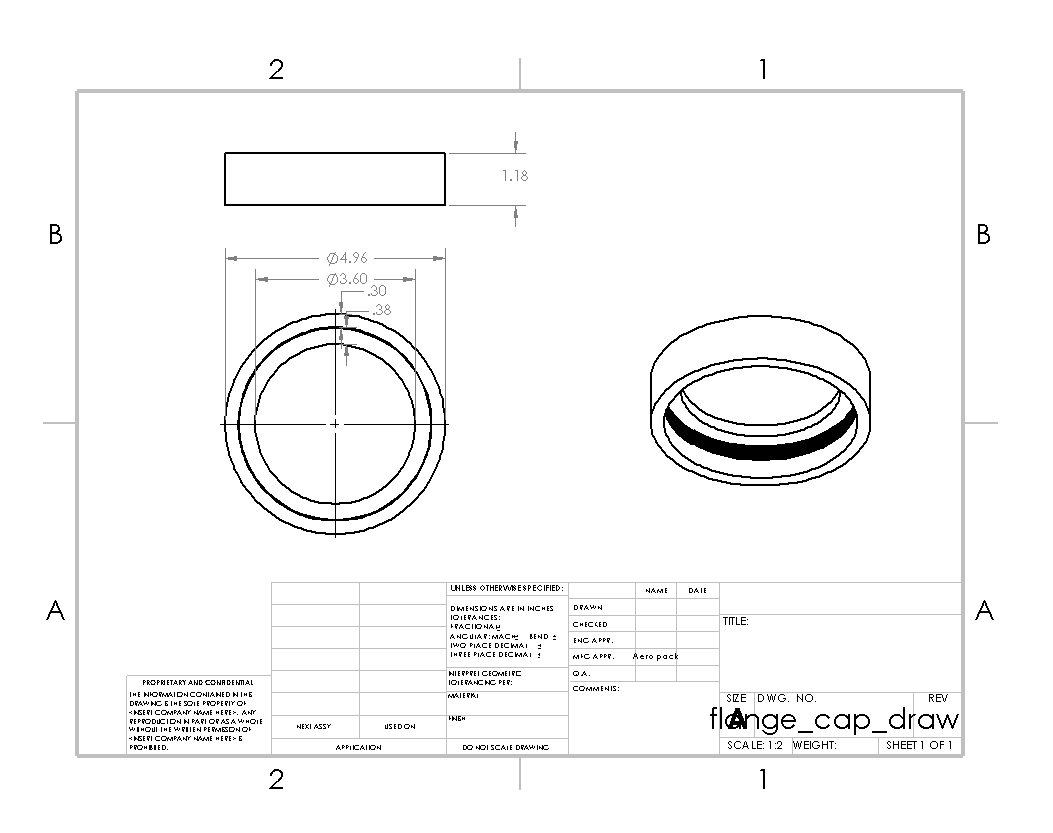 2 1
1.18
B B
Ø4.96
Ø3.60
.30
.38
A A
UNLESS OTHERWISE SPECIFIED:
DIMENSIONS ARE IN INCHES
TOLERANCES:
FRACTIONAL ±
ANGULAR: MACH ± BEND ±
TWO PLACE DECIMAL ±
THREE PLACE DECIMAL ±
INTERPRET GEOMETRIC
TOLERANCING PER:
MATERIAL
FINISH
DO NOT SCALE DRAWING
NAME DATE
DRAWN
CHECKED
ENG APPR.
MFG APPR. Aero pack
Q.A.
COMMENTS:
TITLE:
SIZE DWG. NO. REV
A
flange_cap_draw
SCALE: 1:2 WEIGHT: SHEET 1 OF 1
PROPRIETARY AND CONFIDENTIAL
THE INFORMATION CONTAINED IN THIS
DRAWING IS THE SOLE PROPERTY OF
<INSERT COMPANY NAME HERE>. ANY
REPRODUCTION IN PART OR AS A WHOLE
WITHOUT THE WRITTEN PERMISSION OF
<INSERT COMPANY NAME HERE> IS
PROHIBITED.
NEXT ASSY USED ON
APPLICATION
2 1